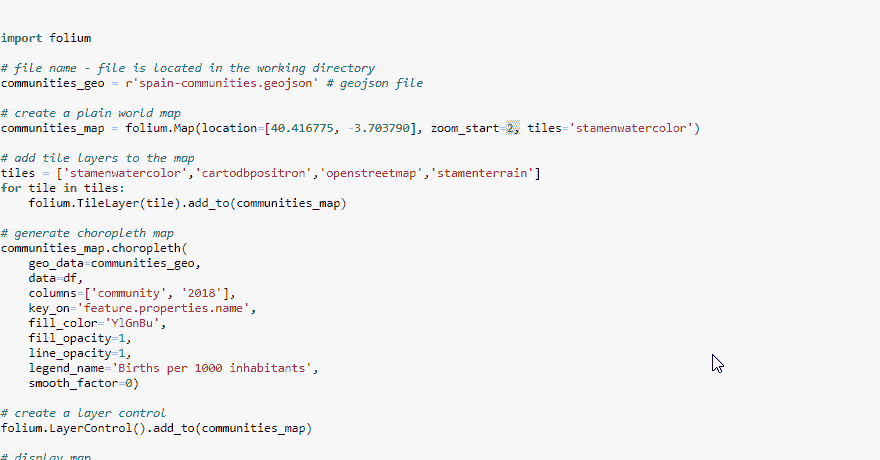 import folium
# file name - file is located in the working directory
communities_geo = r'spain-communities.geojson' # geojson file
# create a plain world map
communities_map = folium.Map(location=[40.416775, -3.703790], zoom_start=2, tiles='stamenwatercolor')
# add tile layers to the map
tiles = ['stamenwatercolor','cartodbpositron','openstreetmap','stamenterrain']
for tile in tiles:
    folium.TileLayer(tile).add_to(communities_map)
# generate choropleth map
communities_map.choropleth(
    geo_data=communities_geo,
    data=df,
    columns=['community', '2018'],
    key_on='feature.properties.name',
    fill_color='YlGnBu',
    fill_opacity=1,
    line_opacity=1,
    legend_name='Births per 1000 inhabitants',
    smooth_factor=0)
# create a layer control
folium.LayerControl().add_to(communities_map)
# display map